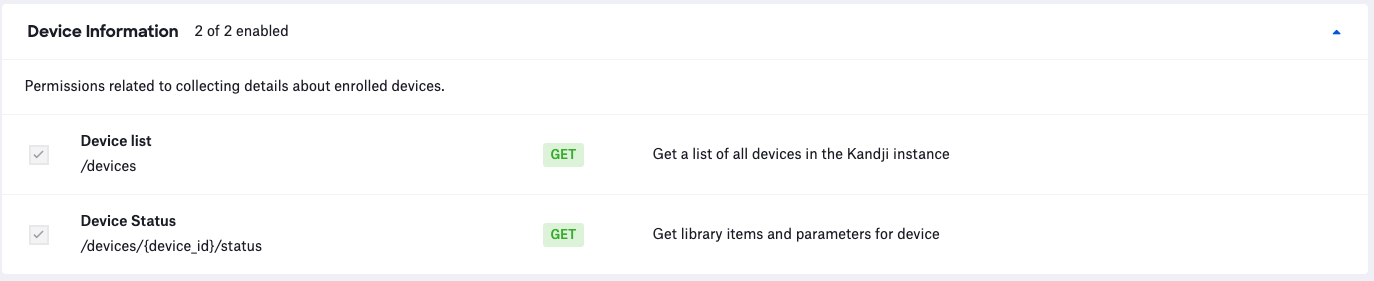 Device Information 2 of 2 enabled
Permissions related to collecting details about enrolled devices.
Device list
/devices
GET
Get a list of all devices in the Kandji instance
Device Status
/devices/{device_id}/status
GET
Get library items and parameters for device